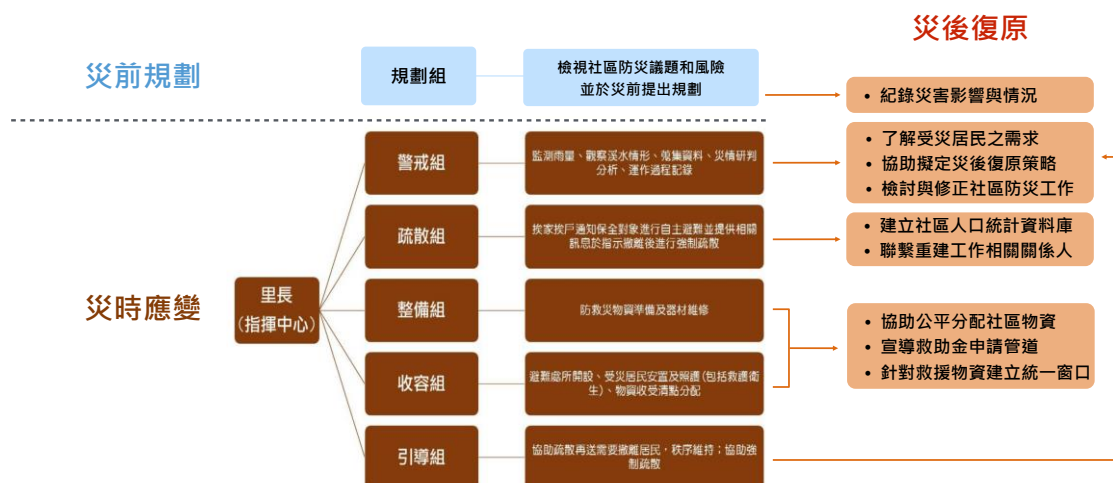 災後復原
災前規劃
規劃組
檢視社區防災議題和風險
並於災前提出規劃
• 紀錄災害影響與情況
警戒組
監測雨量、觀察溪水情形、蒐集資料、災情研判
分析、運作過程記錄
• 了解受災居民之需求
• 協助擬定災後復原策略
• 檢討與修正社區防災工作
疏散組
挨家挨戶通知保全對象進行自主避難並提供相關
訊息於指示撤離後進行強制疏散
• 建立社區人口統計資料庫
• 聯繫重建工作相關關係人
災時應變
里長
(指揮中心)
整備組
防救災物資準備及器材維修
• 協助公平分配社區物資
• 宣導救助金申請管道
• 針對救援物資建立統一窗口
收容組
避難處所開設、受災居民安置及照護(包括救護衛
生)、物資收受清點分配
引導組
協助疏散再送需要撤離居民，秩序維持；協助強
制疏散